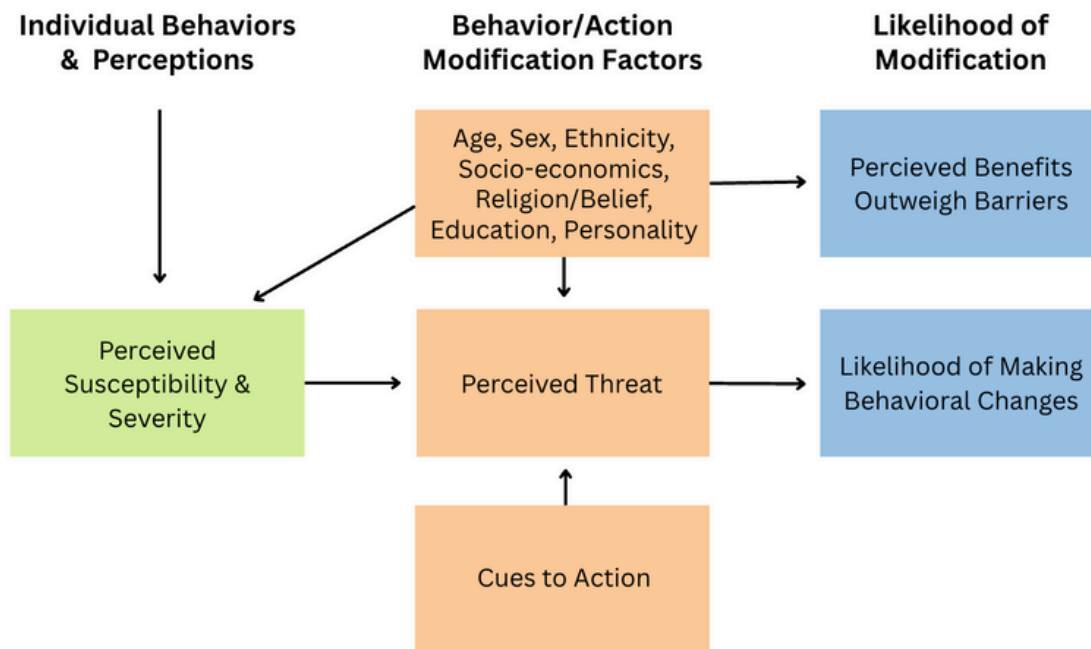 Individual Behaviors
& Perceptions
Behavior/Action
Modification Factors
Likelihood of
Modification
Age, Sex, Ethnicity,
Socio-economics,
Religion/Belief,
Education, Personality
Percieved Benefits
Outweigh Barriers
Perceived
Susceptibility &
Severity
Perceived Threat
Likelihood of Making
Behavioral Changes
Cues to Action